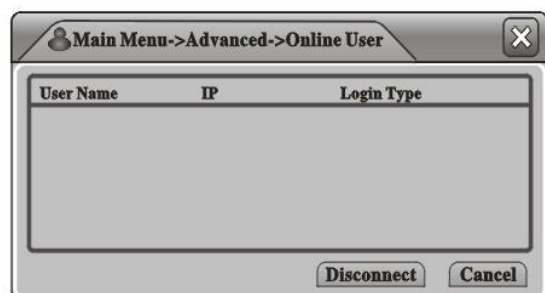 Main Menu->Advanced->Online User
User Name IP Login Type
Disconnect Cancel